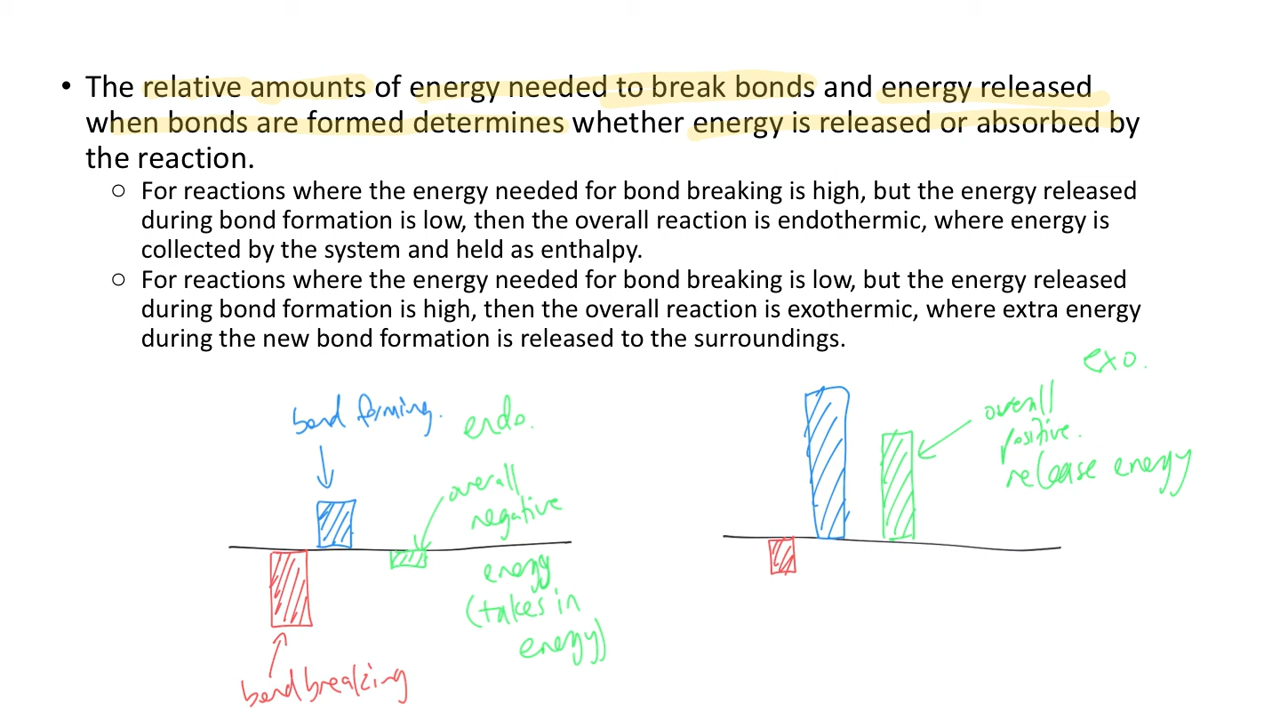 • The relative amounts of energy needed to break bonds and energy released
when bonds are formed determines whether energy is released or absorbed by
the reaction.
○ For reactions where the energy needed for bond breaking is high, but the energy released
during bond formation is low, then the overall reaction is endothermic, where energy is
collected by the system and held as enthalpy.
○ For reactions where the energy needed for bond breaking is low, but the energy released
during bond formation is high, then the overall reaction is exothermic, where extra energy
during the new bond formation is released to the surroundings.
bond forming.
endo.
overall
negative
energy
(takes in
energy)
bond breaking
exo.
overall
positive.
release energy